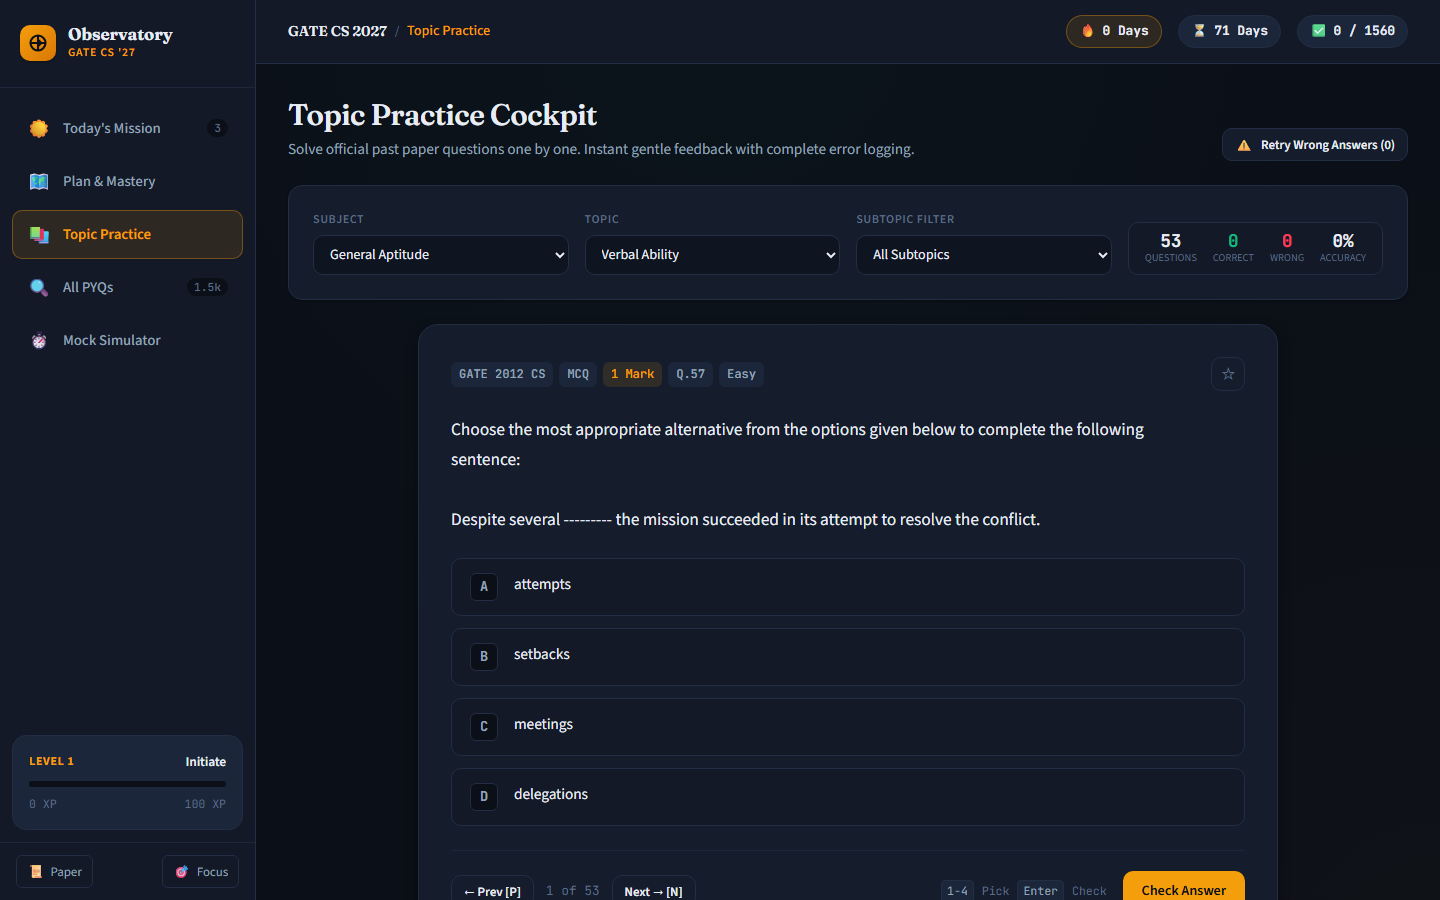 Observatory
GATE CS '27
Today's Mission
3
Plan & Mastery
Topic Practice
All PYQs
1.5k
Mock Simulator
LEVEL 1
Initiate
0 XP
100 XP
Paper
Focus
GATE CS 2027 / Topic Practice
0 Days
71 Days
0 / 1560
Topic Practice Cockpit
Solve official past paper questions one by one. Instant gentle feedback with complete error logging.
Retry Wrong Answers (0)
SUBJECT
General Aptitude
TOPIC
Verbal Ability
SUBTOPIC FILTER
All Subtopics
53
QUESTIONS
0
CORRECT
0
WRONG
0%
ACCURACY
GATE 2012 CS
MCQ
1 Mark
Q.57
Easy
Choose the most appropriate alternative from the options given below to complete the following
sentence:
Despite several --------- the mission succeeded in its attempt to resolve the conflict.
A attempts
B setbacks
C meetings
D delegations
← Prev [P]
1 of 53
Next → [N]
1-4 Pick Enter Check
Check Answer